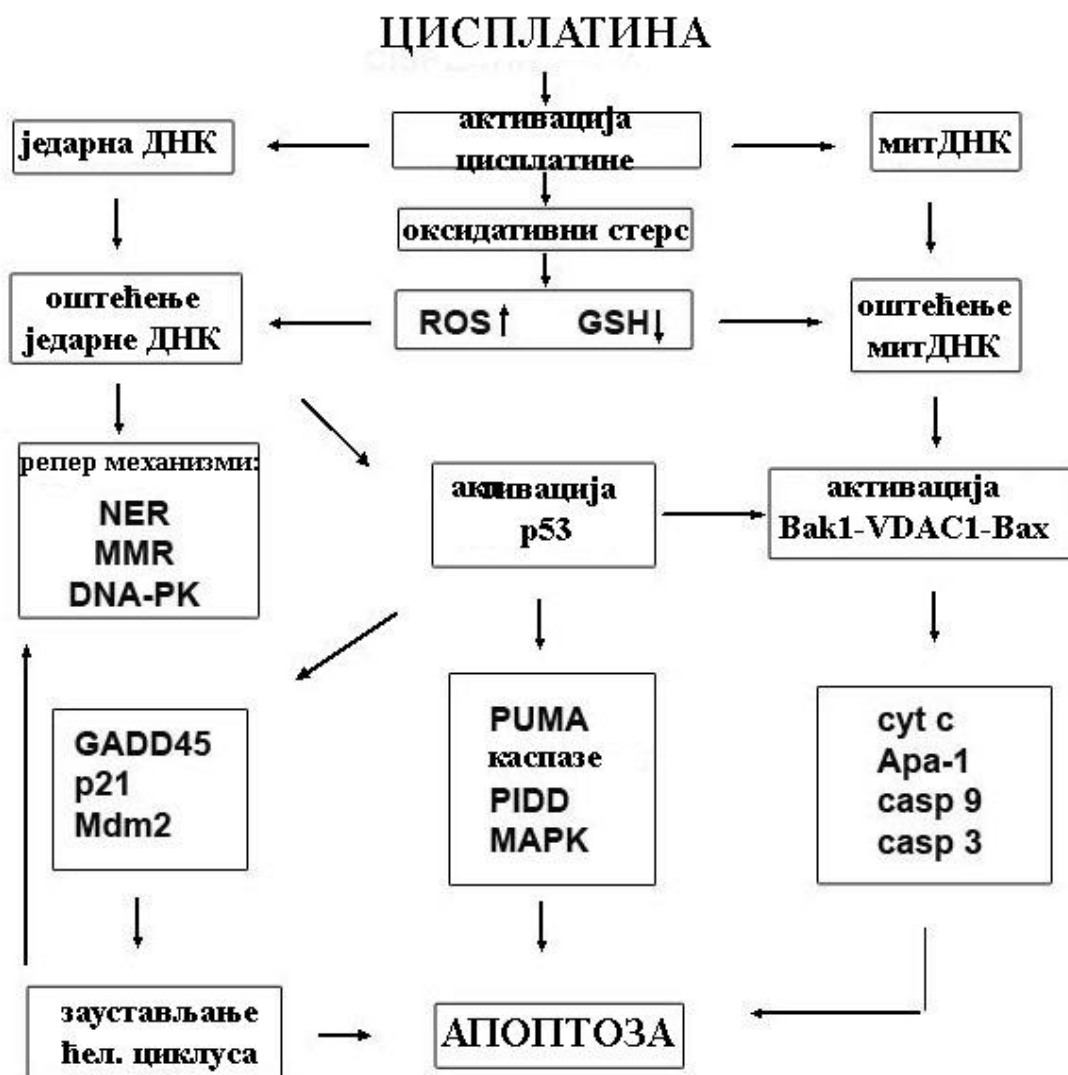 ЦИСПЛАТИНА
једарна ДНК
активација
цисплатине
митДНК
оксидативни стерс
оштећење
једарне ДНК
ROS↑ GSH↓
оштећење
митДНК
репер механизми:
NER
MMR
DNA-PK
активација
p53
активација
Bak1-VDAC1-Bax
GADD45
p21
Mdm2
PUMA
каспазе
PIDD
MAPK
cyt c
Apa-1
casp 9
casp 3
заустављање
ћел. циклуса
АПОПТОЗА